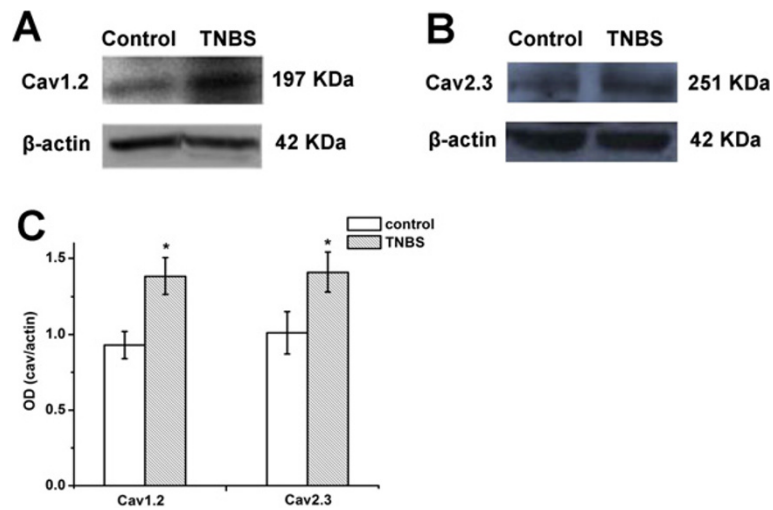 A
Control TNBS
Cav1.2 197 KDa
β-actin 42 KDa
B
Control TNBS
Cav2.3 251 KDa
β-actin 42 KDa
C
control
TNBS
OD (cav/actin)
1.5
1.0
0.5
0.0
* *
Cav1.2 Cav2.3